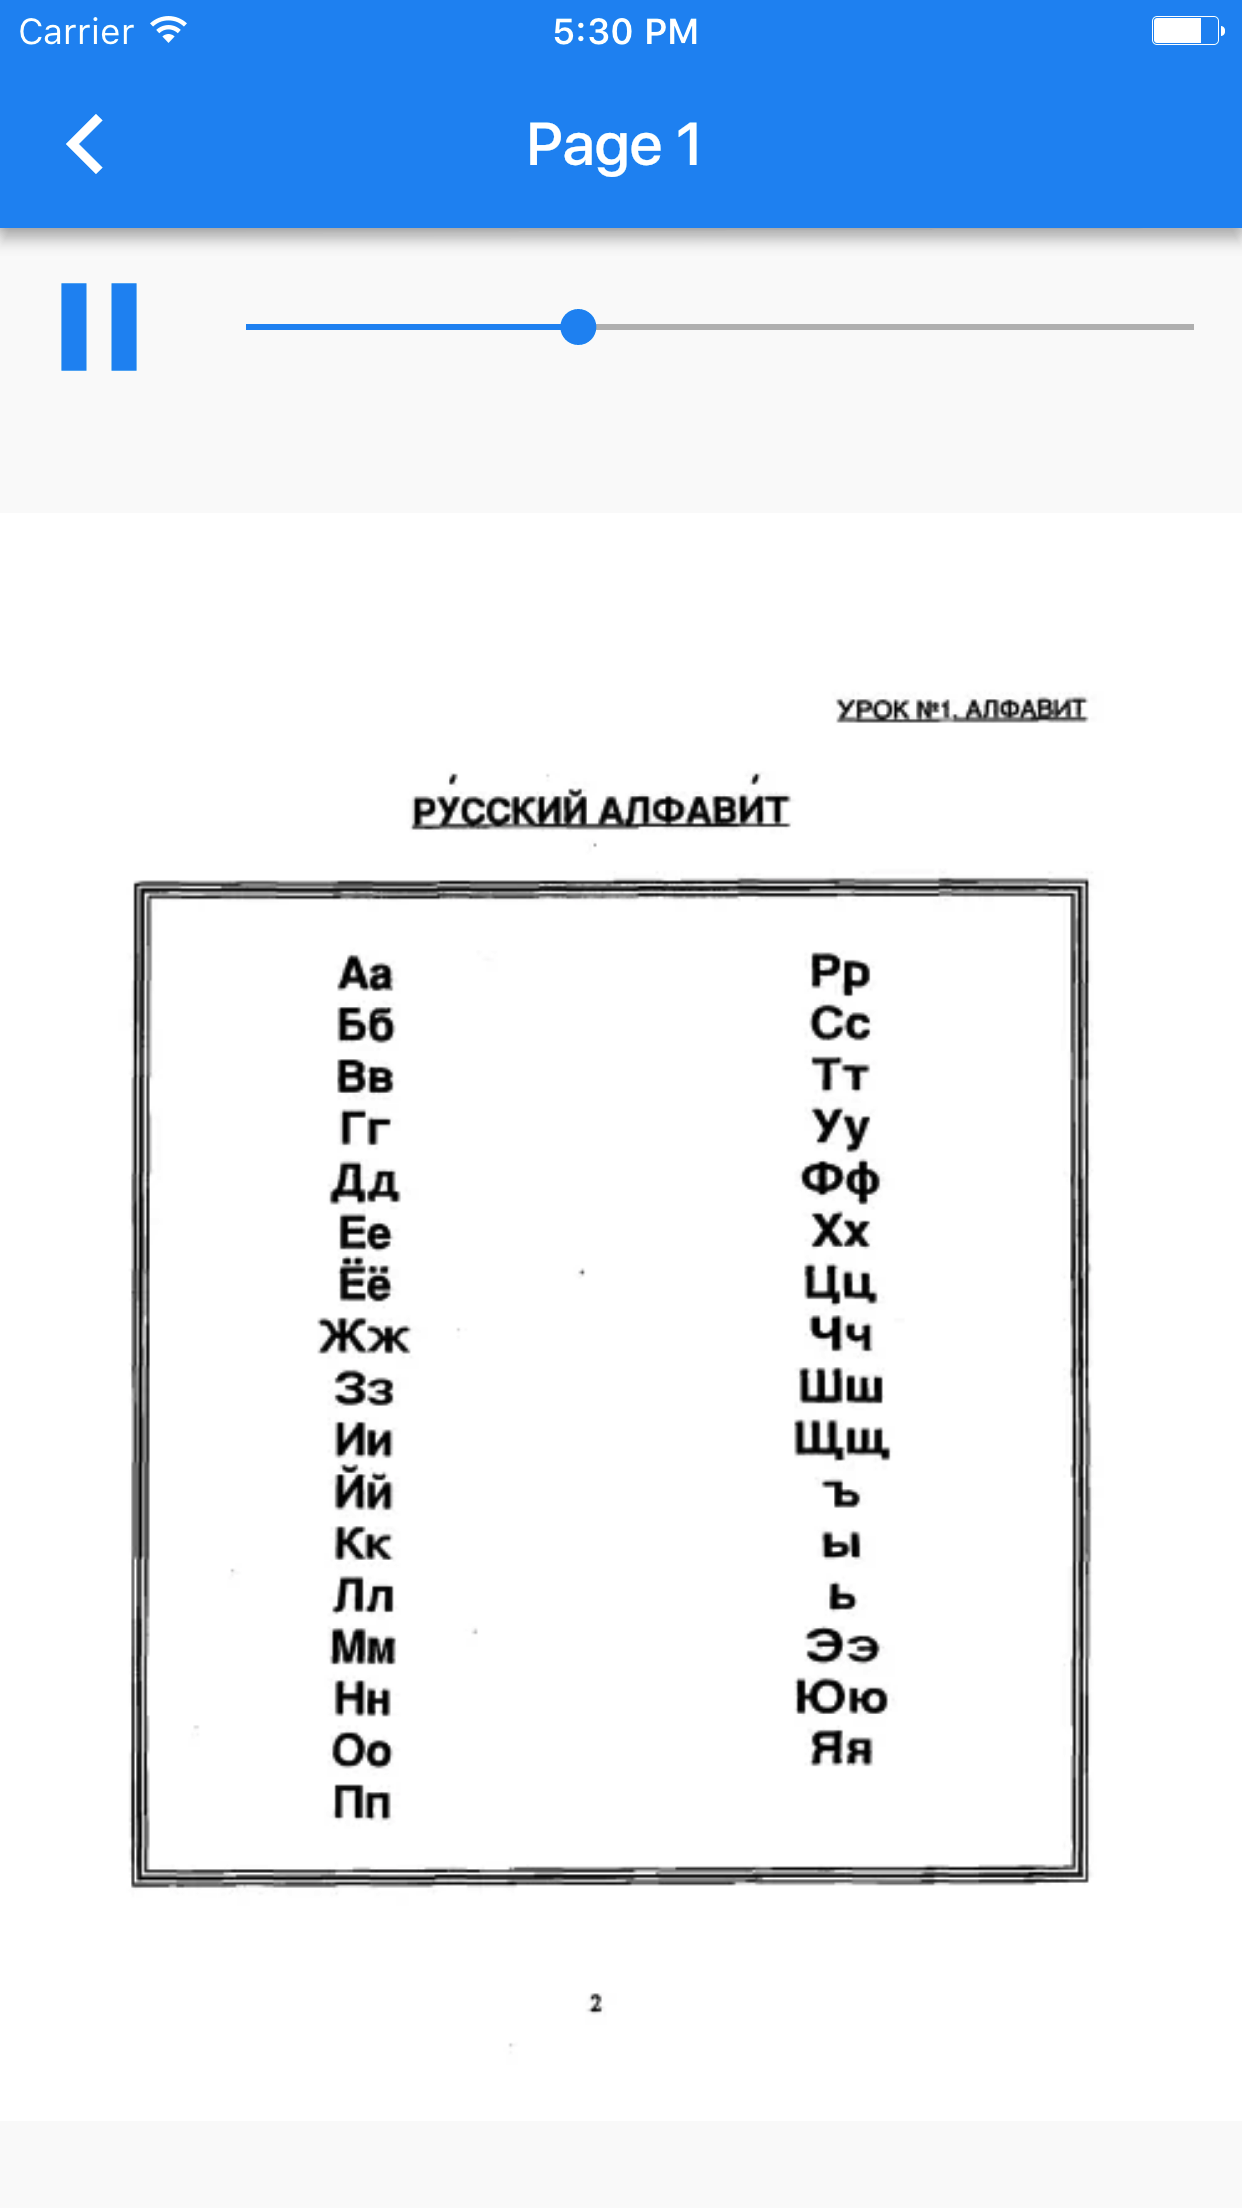 Carrier 5:30 PM
Page 1
УРОК №1. АЛФАВИТ
РУ́ССКИЙ АЛФАВИ́Т
Аа
Бб
Вв
Гг
Дд
Ее
Ёё
Жж
Зз
Ии
Йй
Кк
Лл
Мм
Нн
Оо
Пп
Рр
Сс
Тт
Уу
Фф
Хх
Цц
Чч
Шш
Щщ
ъ
ы
ь
Ээ
Юю
Яя
2